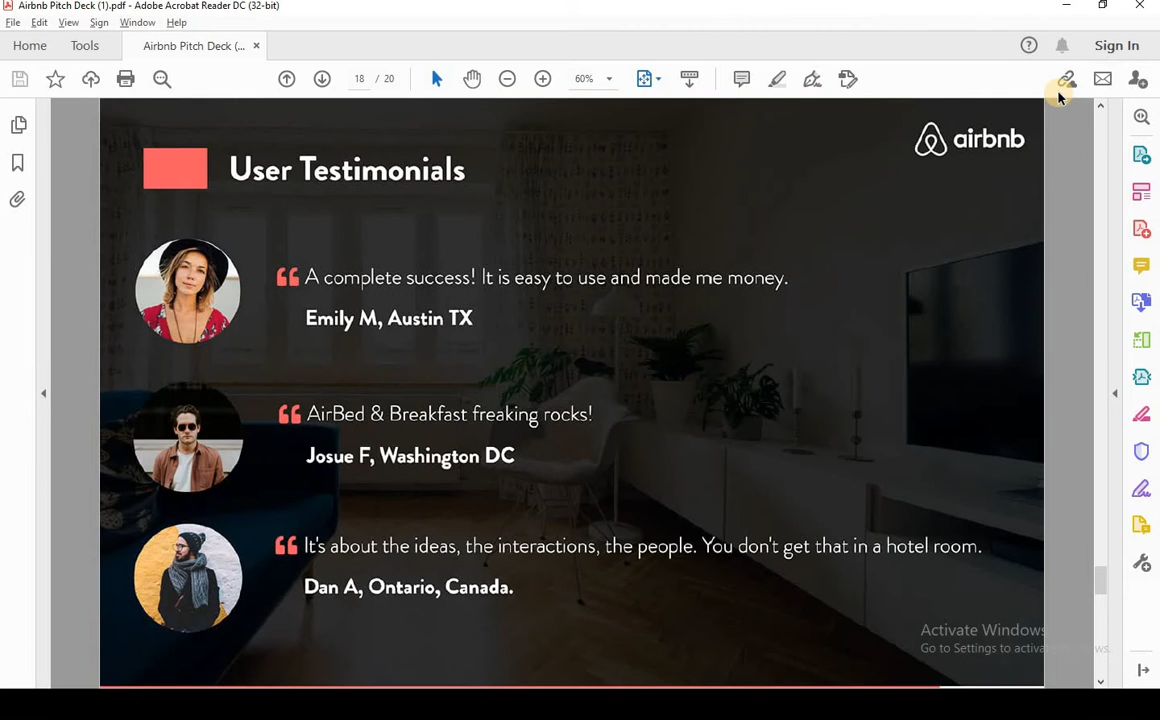 Airbnb Pitch Deck (1).pdf - Adobe Acrobat Reader DC (32-bit)
File Edit View Sign Window Help
Home Tools Airbnb Pitch Deck (... × Sign In
18 / 20 60%
airbnb
User Testimonials
“ A complete success! It is easy to use and made me money.
Emily M, Austin TX
“ AirBed & Breakfast freaking rocks!
Josue F, Washington DC
“ It's about the ideas, the interactions, the people. You don't get that in a hotel room.
Dan A, Ontario, Canada.
Activate Windows
Go to Settings to activate Windows.